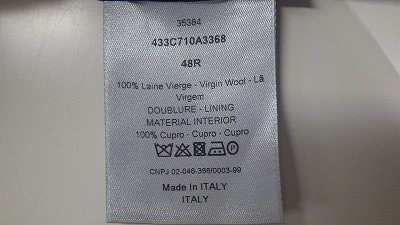 35384
433C710A3368
48R
100% Laine Vierge - Virgin Wool - Lã
Virgem
DOUBLURE - LINING
MATERIAL INTERIOR
100% Cupro - Cupro - Cupro
CNPJ 02-046-366/0003-99
Made In ITALY
ITALY